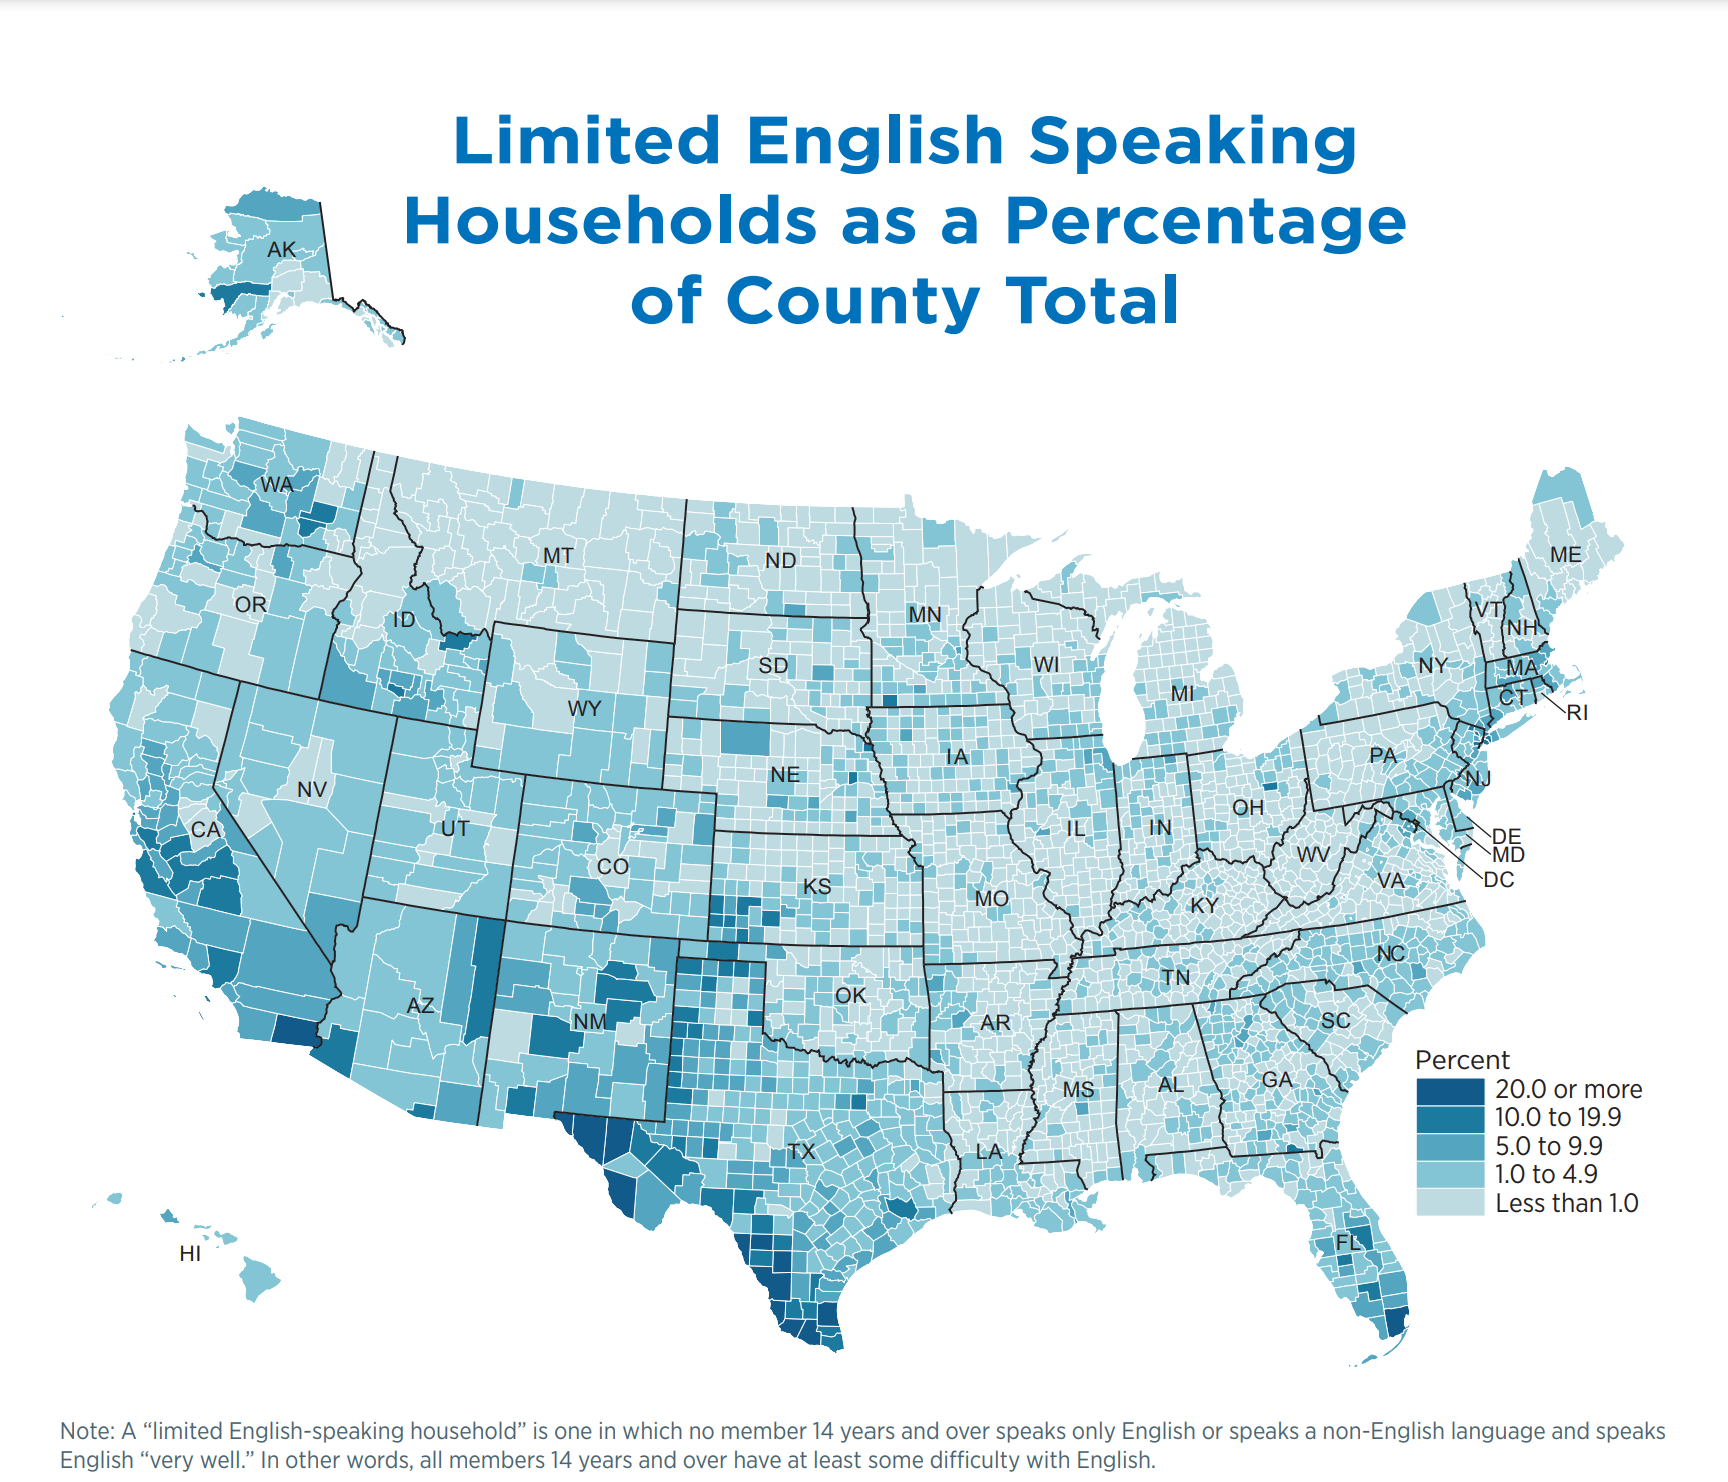 Limited English Speaking
Households as a Percentage
of County Total
AK
WA
MT
ND
MN
ME
OR
ID
SD
WI
MI
NY
VT
NH
MA
CT
RI
WY
NV
UT
CO
NE
IA
IL
IN
OH
PA
NJ
DE
MD
DC
CA
KS
MO
KY
WV
VA
AZ
NM
OK
AR
TN
NC
SC
TX
LA
MS
AL
GA
FL
HI
Percent
20.0 or more
10.0 to 19.9
5.0 to 9.9
1.0 to 4.9
Less than 1.0
Note: A “limited English-speaking household” is one in which no member 14 years and over speaks only English or speaks a non-English language and speaks
English “very well.” In other words, all members 14 years and over have at least some difficulty with English.